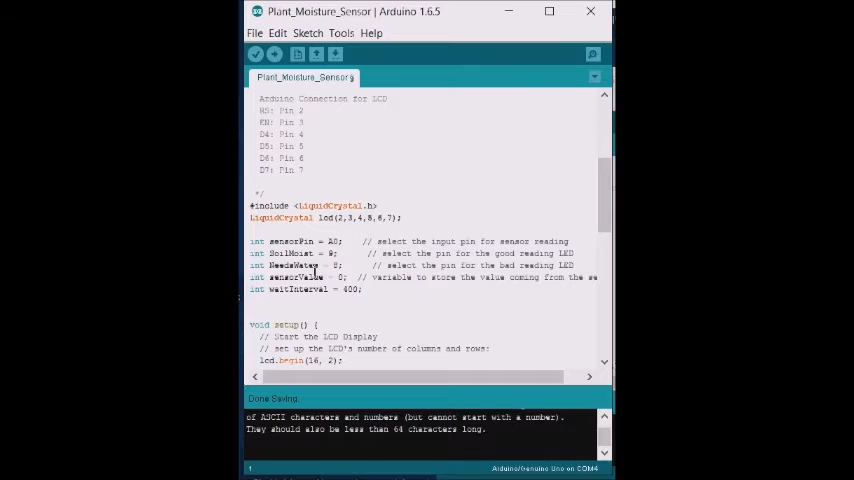 Plant_Moisture_Sensor | Arduino 1.6.5
File Edit Sketch Tools Help
Plant_Moisture_Sensor §
Arduino Connection for LCD
RS: Pin 2
EN: Pin 3
D4: Pin 4
D5: Pin 5
D6: Pin 6
D7: Pin 7
*/
#include <LiquidCrystal.h>
LiquidCrystal lcd(2,3,4,5,6,7);
int sensorPin = A0; // select the input pin for sensor reading
int SoilMoist = 9; // select the pin for the good reading LED
int NeedsWater = 8; // select the pin for the bad reading LED
int sensorValue = 0; // variable to store the value coming from the se
int waitInterval = 400;
void setup() {
// Start the LCD Display
// set up the LCD's number of columns and rows:
lcd.begin(16, 2);
Done Saving.
of ASCII characters and numbers (but cannot start with a number).
They should also be less than 64 characters long.
1 Arduino/Genuino Uno on COM4